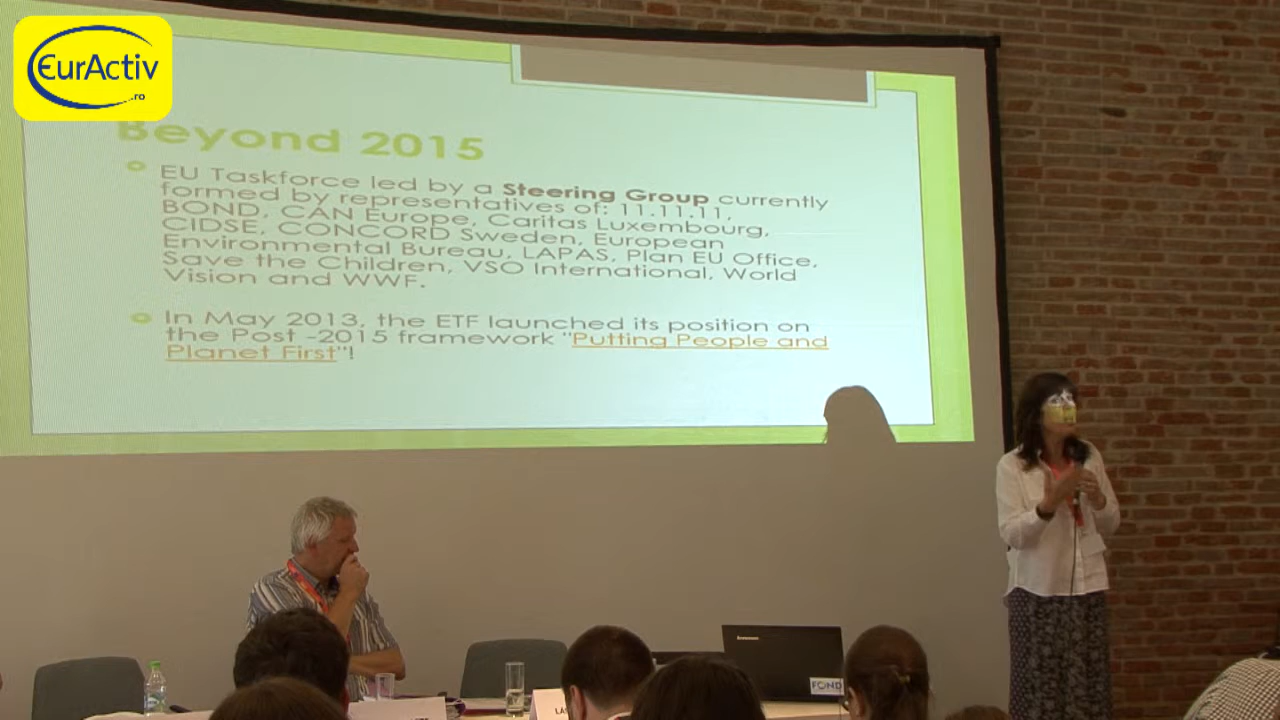 EurActiv
.ro
Beyond 2015
EU Taskforce led by a Steering Group currently
formed by representatives of: 11.11.11,
BOND, CAN Europe, Caritas Luxembourg,
CIDSE, CONCORD Sweden, European
Environmental Bureau, LAPAS, Plan EU Office,
Save the Children, VSO International, World
Vision and WWF.
In May 2013, the ETF launched its position on
the Post -2015 framework "Putting People and
Planet First"!
Lenovo
FOND